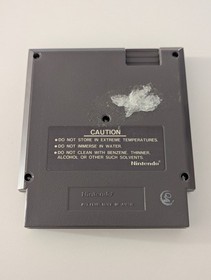 CAUTION
•DO NOT STORE IN EXTREME TEMPERATURES.
•DO NOT IMMERSE IN WATER.
•DO NOT CLEAN WITH BENZENE, THINNER,
ALCOHOL OR OTHER SUCH SOLVENTS.
Nintendo
Nintendo